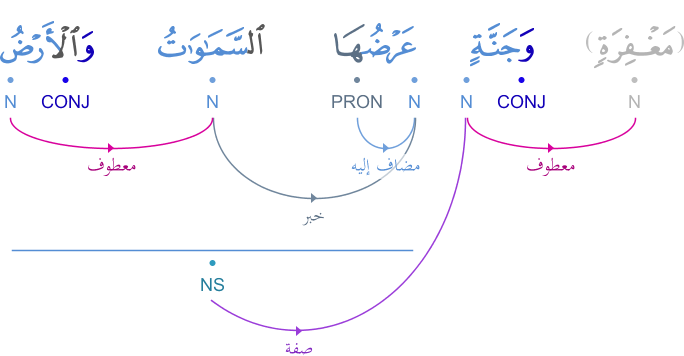 (مَغْفِرَةٍ) وَجَنَّةٍ عَرْضُهَا ٱلسَّمَٰوَٰتُ وَٱلْأَرْضُ
N CONJ N PRON N N CONJ N
معطوف مضاف إليه معطوف
خبر
NS
صفة